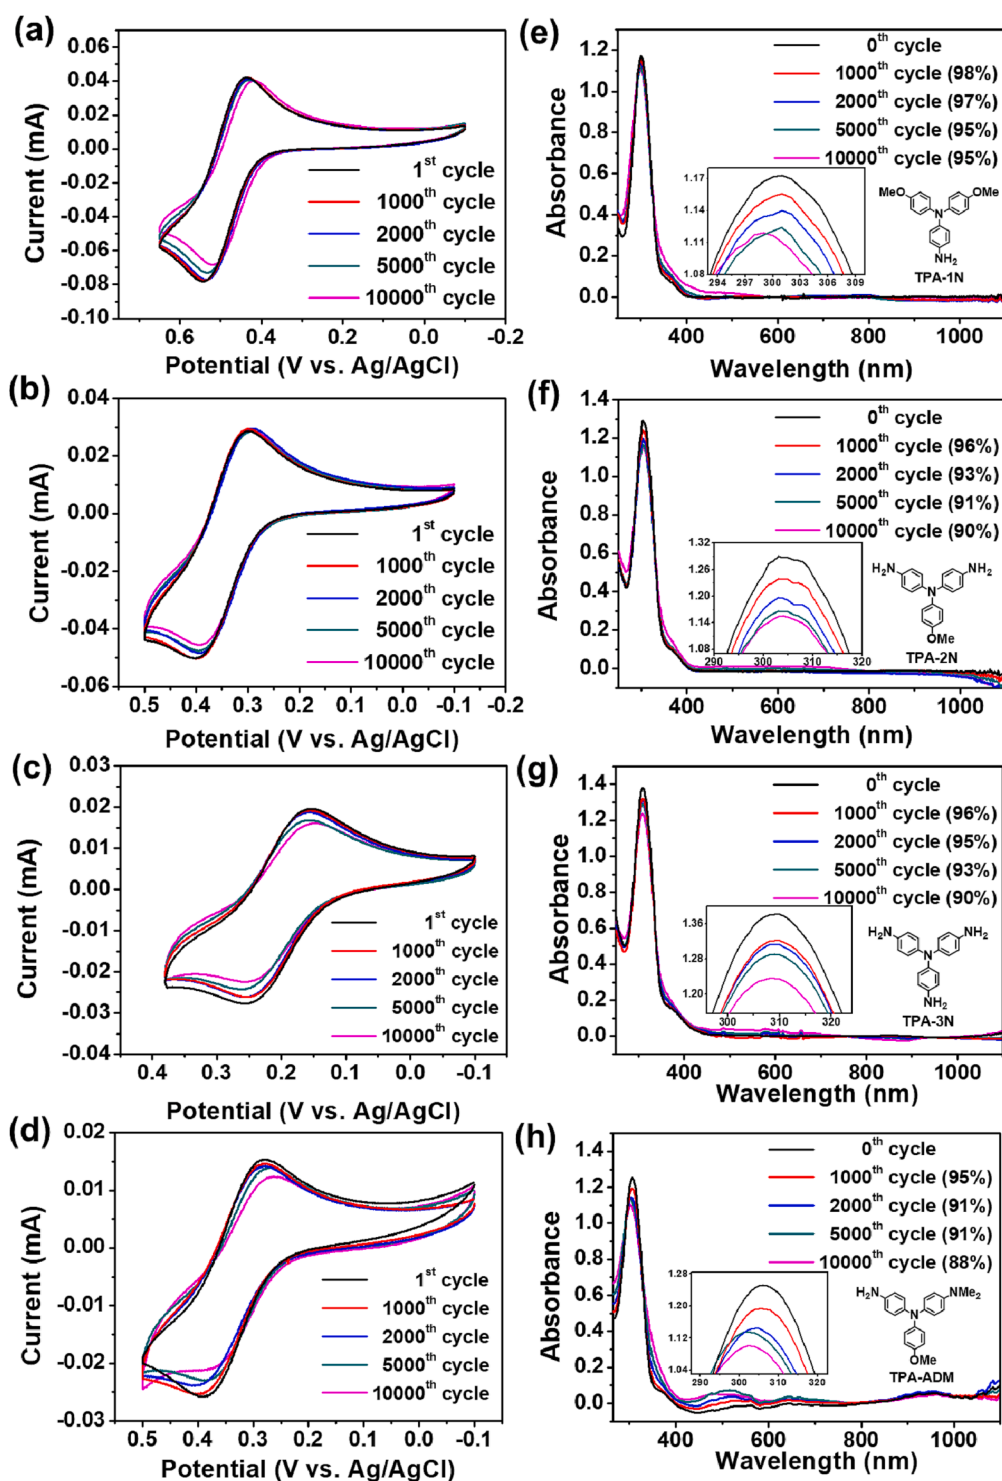 (a)
0.06
0.04
0.02
0.00
-0.02
-0.04
-0.06
-0.08
-0.10
Current (mA)
1st cycle
1000th cycle
2000th cycle
5000th cycle
10000th cycle
0.6 0.4 0.2 0.0 -0.2
Potential (V vs. Ag/AgCl)
(e)
1.2
1.0
0.8
0.6
0.4
0.2
0.0
Absorbance
0th cycle
1000th cycle (98%)
2000th cycle (97%)
5000th cycle (95%)
10000th cycle (95%)
1.17
1.14
1.11
1.08
294 297 300 303 306 309
MeO
OMe
N
NH2
TPA-1N
400 600 800 1000
Wavelength (nm)
(b)
0.04
0.02
0.00
-0.02
-0.04
-0.06
Current (mA)
1st cycle
1000th cycle
2000th cycle
5000th cycle
10000th cycle
0.5 0.4 0.3 0.2 0.1 0.0 -0.1 -0.2
Potential (V vs. Ag/AgCl)
(f)
1.4
1.2
1.0
0.8
0.6
0.4
0.2
0.0
Absorbance
0th cycle
1000th cycle (96%)
2000th cycle (93%)
5000th cycle (91%)
10000th cycle (90%)
1.32
1.28
1.24
1.20
1.16
1.12
1.08
290 300 310 320
H2N
NH2
N
OMe
TPA-2N
400 600 800 1000
Wavelength (nm)
(c)
0.03
0.02
0.01
0.00
-0.01
-0.02
-0.03
-0.04
Current (mA)
1st cycle
1000th cycle
2000th cycle
5000th cycle
10000th cycle
0.4 0.3 0.2 0.1 0.0 -0.1
Potential (V vs. Ag/AgCl)
(g)
1.4
1.2
1.0
0.8
0.6
0.4
0.2
0.0
Absorbance
0th cycle
1000th cycle (96%)
2000th cycle (95%)
5000th cycle (93%)
10000th cycle (90%)
1.36
1.28
1.20
300 310 320
H2N
NH2
N
NH2
TPA-3N
400 600 800 1000
Wavelength (nm)
(d)
0.02
0.01
0.00
-0.01
-0.02
-0.03
Current (mA)
1st cycle
1000th cycle
2000th cycle
5000th cycle
10000th cycle
0.5 0.4 0.3 0.2 0.1 0.0 -0.1
Potential (V vs. Ag/AgCl)
(h)
1.4
1.2
1.0
0.8
0.6
0.4
0.2
0.0
Absorbance
0th cycle
1000th cycle (95%)
2000th cycle (91%)
5000th cycle (91%)
10000th cycle (88%)
1.28
1.20
1.12
1.04
290 300 310 320
H2N
NMe2
N
OMe
TPA-ADM
400 600 800 1000
Wavelength (nm)